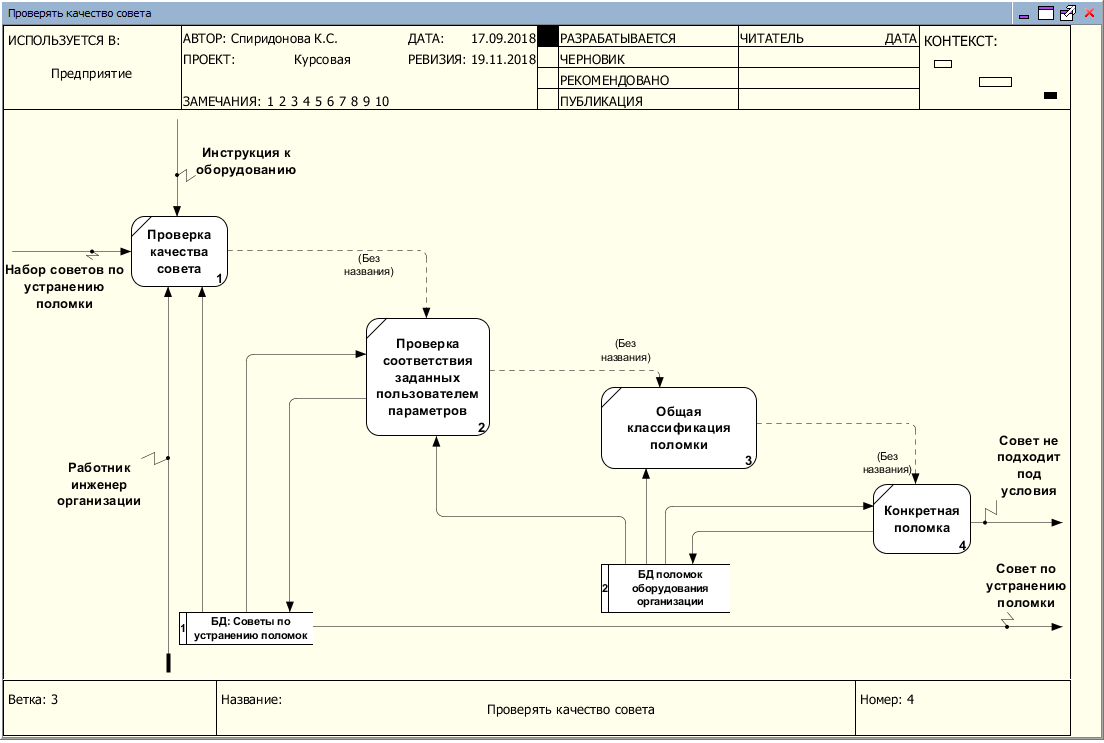 Проверять качество совета
ИСПОЛЬЗУЕТСЯ В:
Предприятие
АВТОР: Спиридонова К.С.
ДАТА: 17.09.2018
ПРОЕКТ: Курсовая
РЕВИЗИЯ: 19.11.2018
ЗАМЕЧАНИЯ: 1 2 3 4 5 6 7 8 9 10
РАЗРАБАТЫВАЕТСЯ
ЧЕРНОВИК
РЕКОМЕНДОВАНО
ПУБЛИКАЦИЯ
ЧИТАТЕЛЬ ДАТА
КОНТЕКСТ:
Инструкция к
оборудованию
Проверка
качества
совета
1
Набор советов по
устранению
поломки
(Без
названия)
Проверка
соответствия
заданных
пользователем
параметров
2
(Без
названия)
Общая
классификация
поломки
3
(Без
названия)
Конкретная
поломка
4
Совет не
подходит
под
условия
Работник
инженер
организации
2
БД поломок
оборудования
организации
Совет по
устранению
поломки
1
БД: Советы по
устранению поломок
Ветка: 3
Название:
Проверять качество совета
Номер: 4